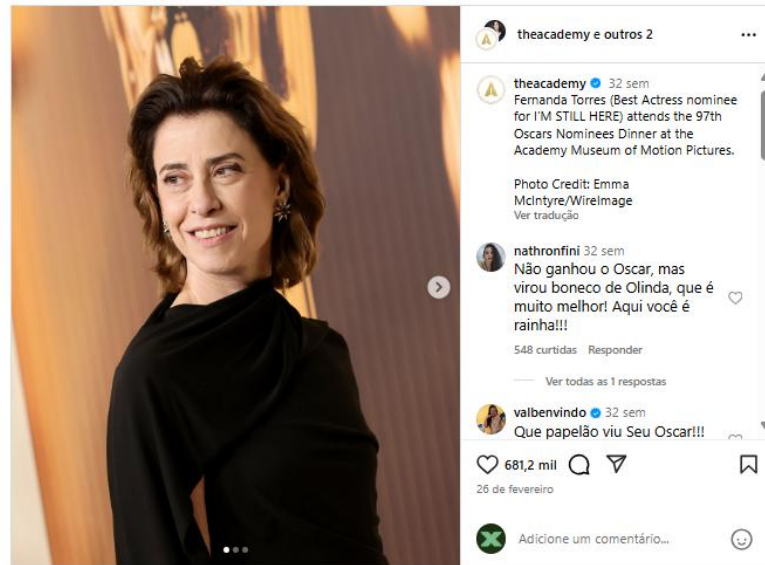 theacademy e outros 2
theacademy 32 sem
Fernanda Torres (Best Actress nominee
for I'M STILL HERE) attends the 97th
Oscars Nominees Dinner at the
Academy Museum of Motion Pictures.
Photo Credit: Emma
McIntyre/WireImage
Ver tradução
nathronfini 32 sem
Não ganhou o Oscar, mas
virou boneco de Olinda, que é
muito melhor! Aqui você é
rainha!!!
548 curtidas Responder
Ver todas as 1 respostas
valbenvindo 32 sem
Que papelão viu Seu Oscar!!!
681,2 mil
26 de fevereiro
Adicione um comentário...